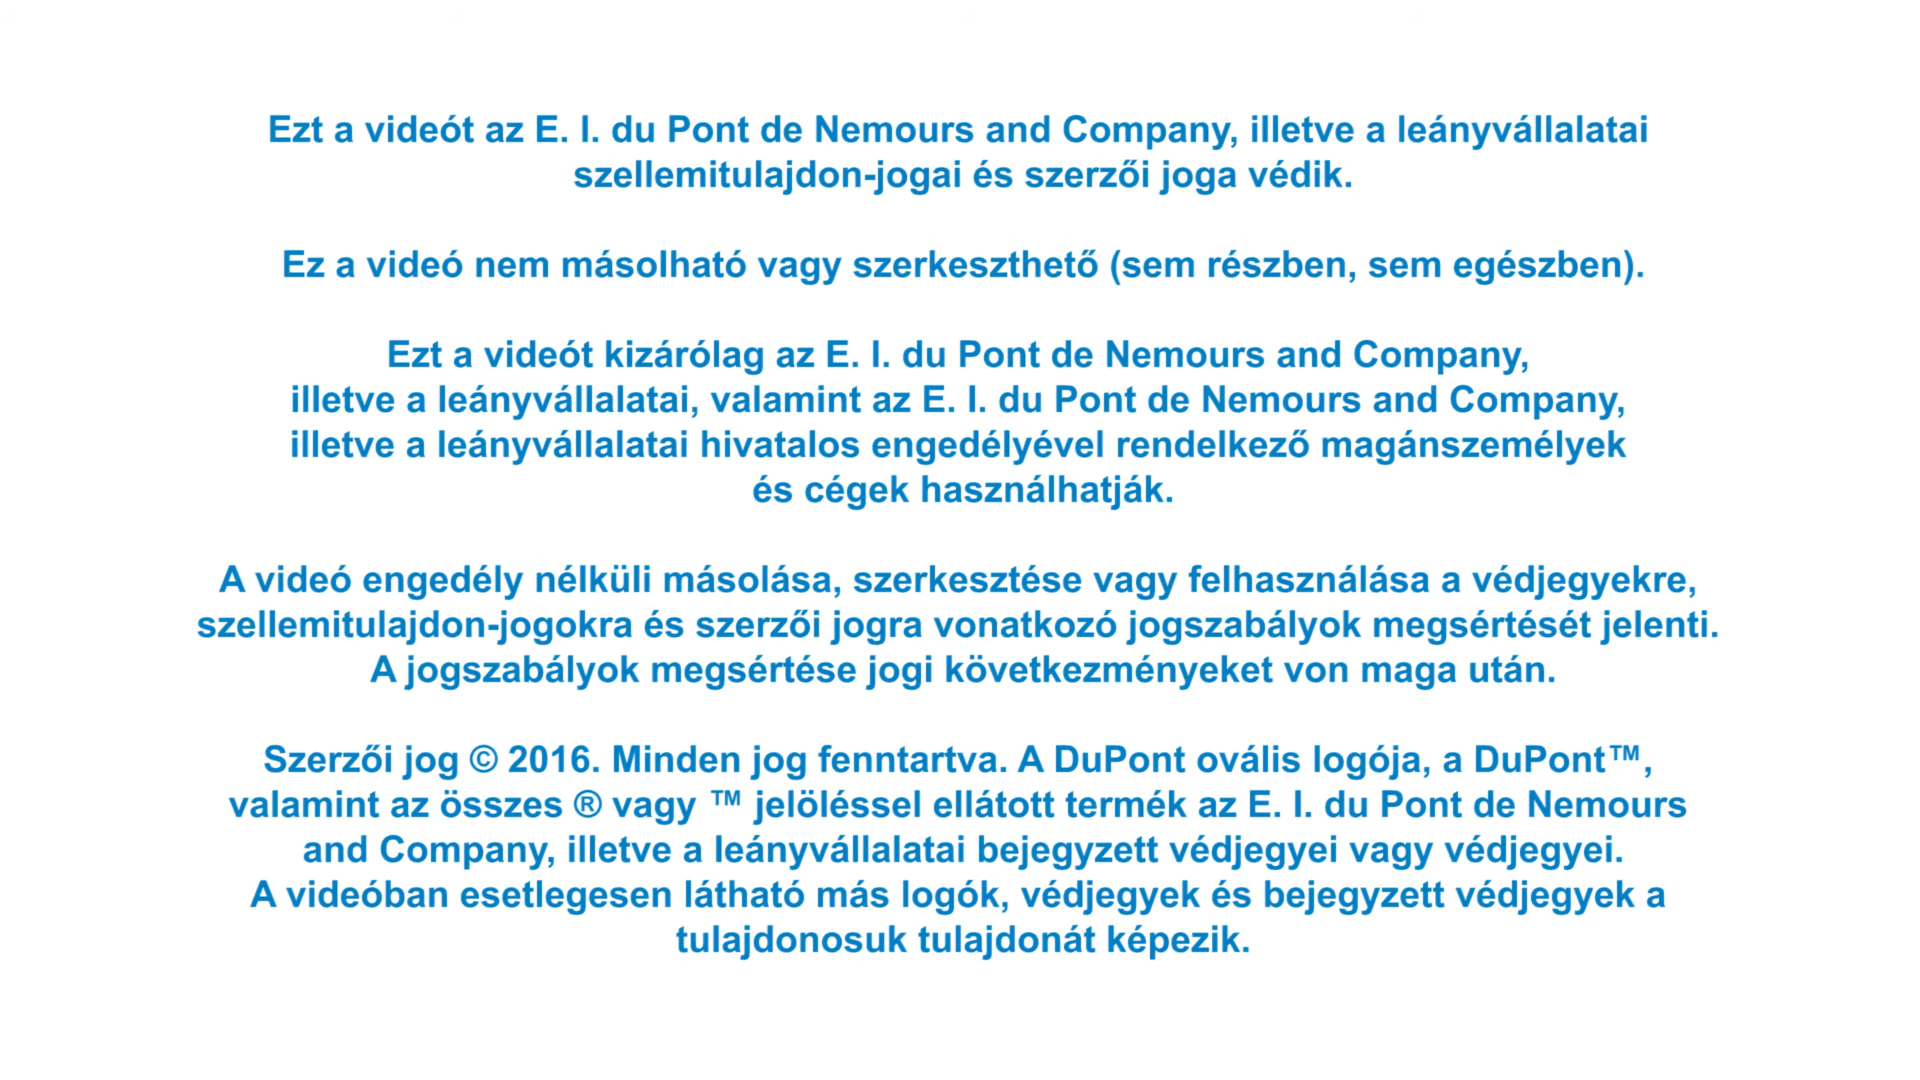 Ezt a videót az E. I. du Pont de Nemours and Company, illetve a leányvállalatai
szellemitulajdon-jogai és szerzői joga védik.
Ez a videó nem másolható vagy szerkeszthető (sem részben, sem egészben).
Ezt a videót kizárólag az E. I. du Pont de Nemours and Company,
illetve a leányvállalatai, valamint az E. I. du Pont de Nemours and Company,
illetve a leányvállalatai hivatalos engedélyével rendelkező magánszemélyek
és cégek használhatják.
A videó engedély nélküli másolása, szerkesztése vagy felhasználása a védjegyekre,
szellemitulajdon-jogokra és szerzői jogra vonatkozó jogszabályok megsértését jelenti.
A jogszabályok megsértése jogi következményeket von maga után.
Szerzői jog © 2016. Minden jog fenntartva. A DuPont ovális logója, a DuPont™,
valamint az összes ® vagy ™ jelöléssel ellátott termék az E. I. du Pont de Nemours
and Company, illetve a leányvállalatai bejegyzett védjegyei vagy védjegyei.
A videóban esetlegesen látható más logók, védjegyek és bejegyzett védjegyek a
tulajdonosuk tulajdonát képezik.